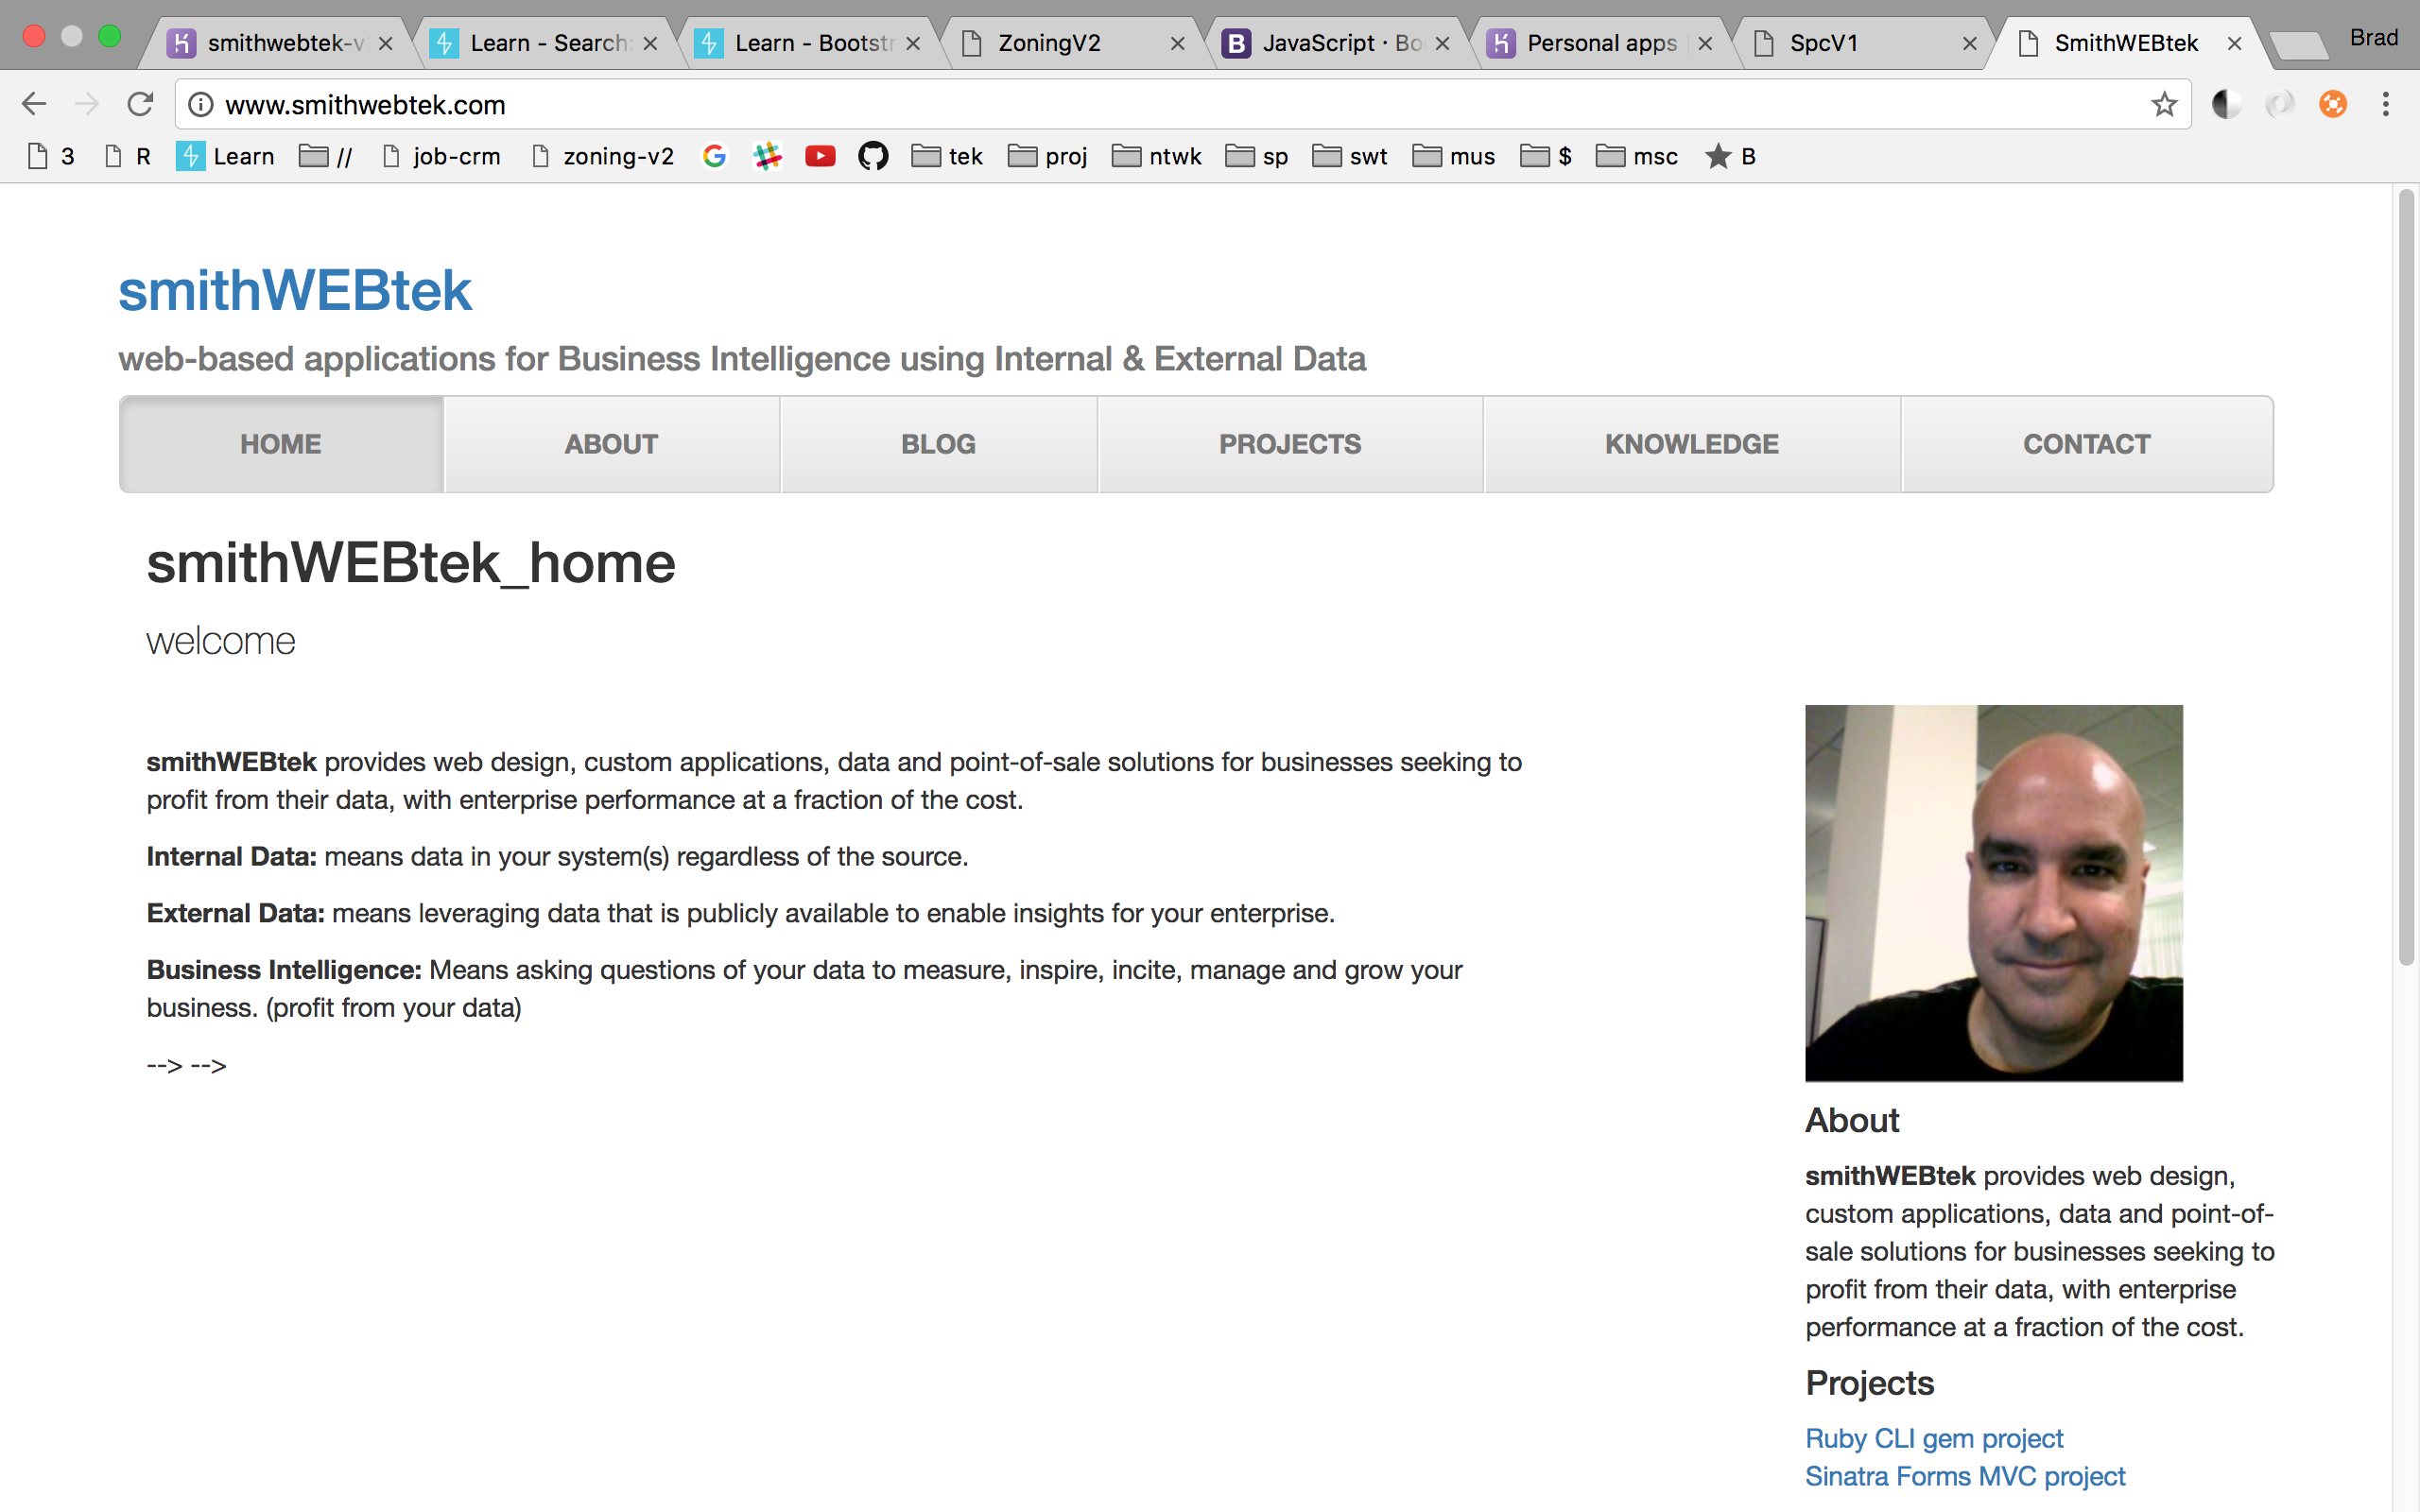 smithwebtek-v
Learn - Search
Learn - Bootstr
ZoningV2
JavaScript · Bo
Personal apps
SpcV1
SmithWEBtek
Brad
www.smithwebtek.com
3
R
Learn
//
job-crm
zoning-v2
tek
proj
ntwk
sp
swt
mus
$
msc
B
smithWEBtek
web-based applications for Business Intelligence using Internal & External Data
HOME
ABOUT
BLOG
PROJECTS
KNOWLEDGE
CONTACT
smithWEBtek_home
welcome
smithWEBtek provides web design, custom applications, data and point-of-sale solutions for businesses seeking to
profit from their data, with enterprise performance at a fraction of the cost.
Internal Data: means data in your system(s) regardless of the source.
External Data: means leveraging data that is publicly available to enable insights for your enterprise.
Business Intelligence: Means asking questions of your data to measure, inspire, incite, manage and grow your
business. (profit from your data)
--> -->
About
smithWEBtek provides web design,
custom applications, data and point-of-
sale solutions for businesses seeking to
profit from their data, with enterprise
performance at a fraction of the cost.
Projects
Ruby CLI gem project
Sinatra Forms MVC project